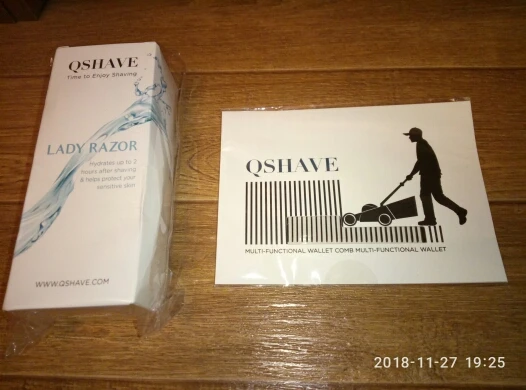 QSHAVE
Time to Enjoy Shaving
LADY RAZOR
Hydrates up to 2
hours after shaving
& helps protect your
sensitive skin
WWW.QSHAVE.COM
QSHAVE
MULTI-FUNCTIONAL WALLET COMB MULTI-FUNCTIONAL WALLET
2018-11-27 19:25